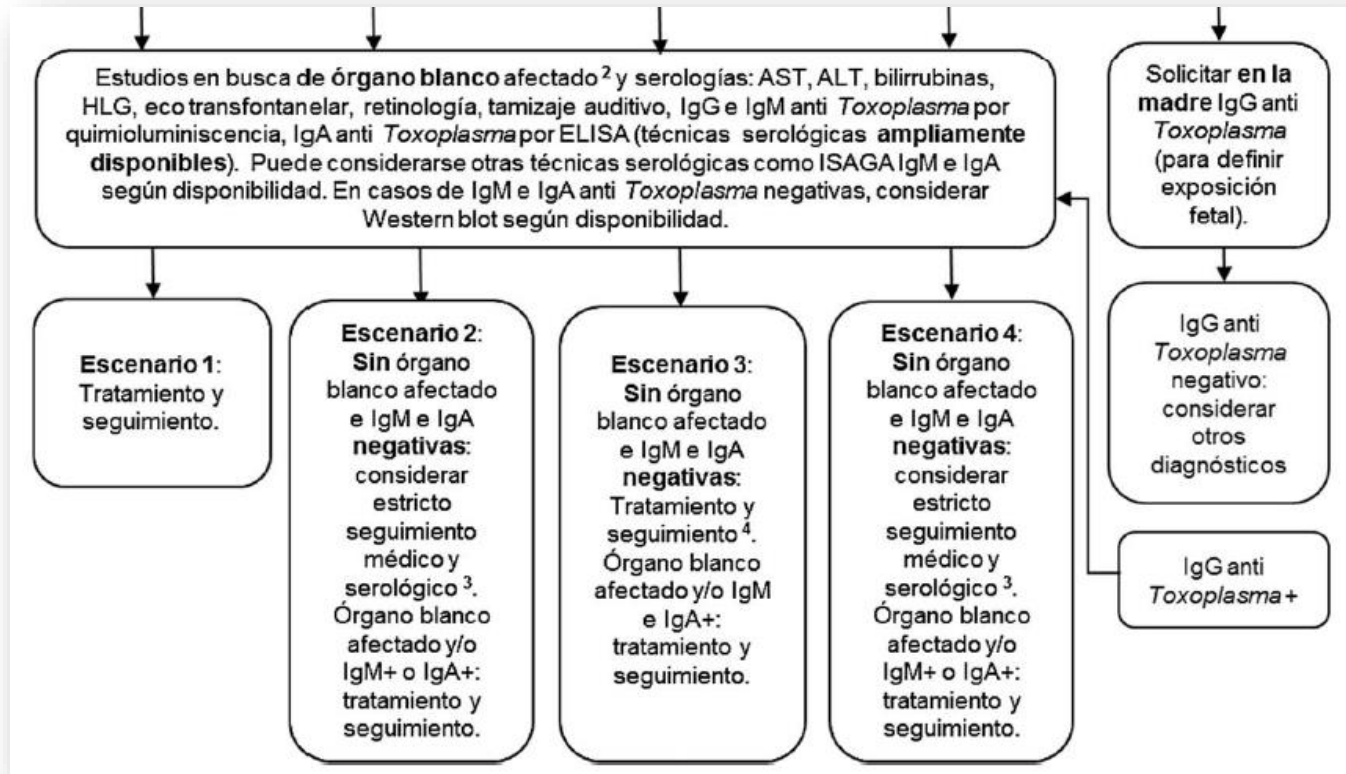 Estudios en busca de órgano blanco afectado 2 y serologías: AST, ALT, bilirrubinas,
HLG, eco transfontanelar, retinología, tamizaje auditivo, IgG e IgM anti Toxoplasma por
quimioluminiscencia, IgA anti Toxoplasma por ELISA (técnicas serológicas ampliamente
disponibles). Puede considerarse otras técnicas serológicas como ISAGA IgM e IgA
según disponibilidad. En casos de IgM e IgA anti Toxoplasma negativas, considerar
Western blot según disponibilidad.
Solicitar en la
madre IgG anti
Toxoplasma
(para definir
exposición
fetal).
Escenario 1:
Tratamiento y
seguimiento.
Escenario 2:
Sin órgano
blanco afectado
e IgM e IgA
negativas:
considerar
estricto
seguimiento
médico y
serológico 3.
Órgano blanco
afectado y/o
IgM+ o IgA+:
tratamiento y
seguimiento.
Escenario 3:
Sin órgano
blanco afectado
e IgM e IgA
negativas:
Tratamiento y
seguimiento 4.
Órgano blanco
afectado y/o IgM
e IgA+:
tratamiento y
seguimiento.
Escenario 4:
Sin órgano
blanco afectado
e IgM e IgA
negativas:
considerar
estricto
seguimiento
médico y
serológico 3.
Órgano blanco
afectado y/o
IgM+ o IgA+:
tratamiento y
seguimiento.
IgG anti
Toxoplasma
negativo:
considerar
otros
diagnósticos
IgG anti
Toxoplasma +